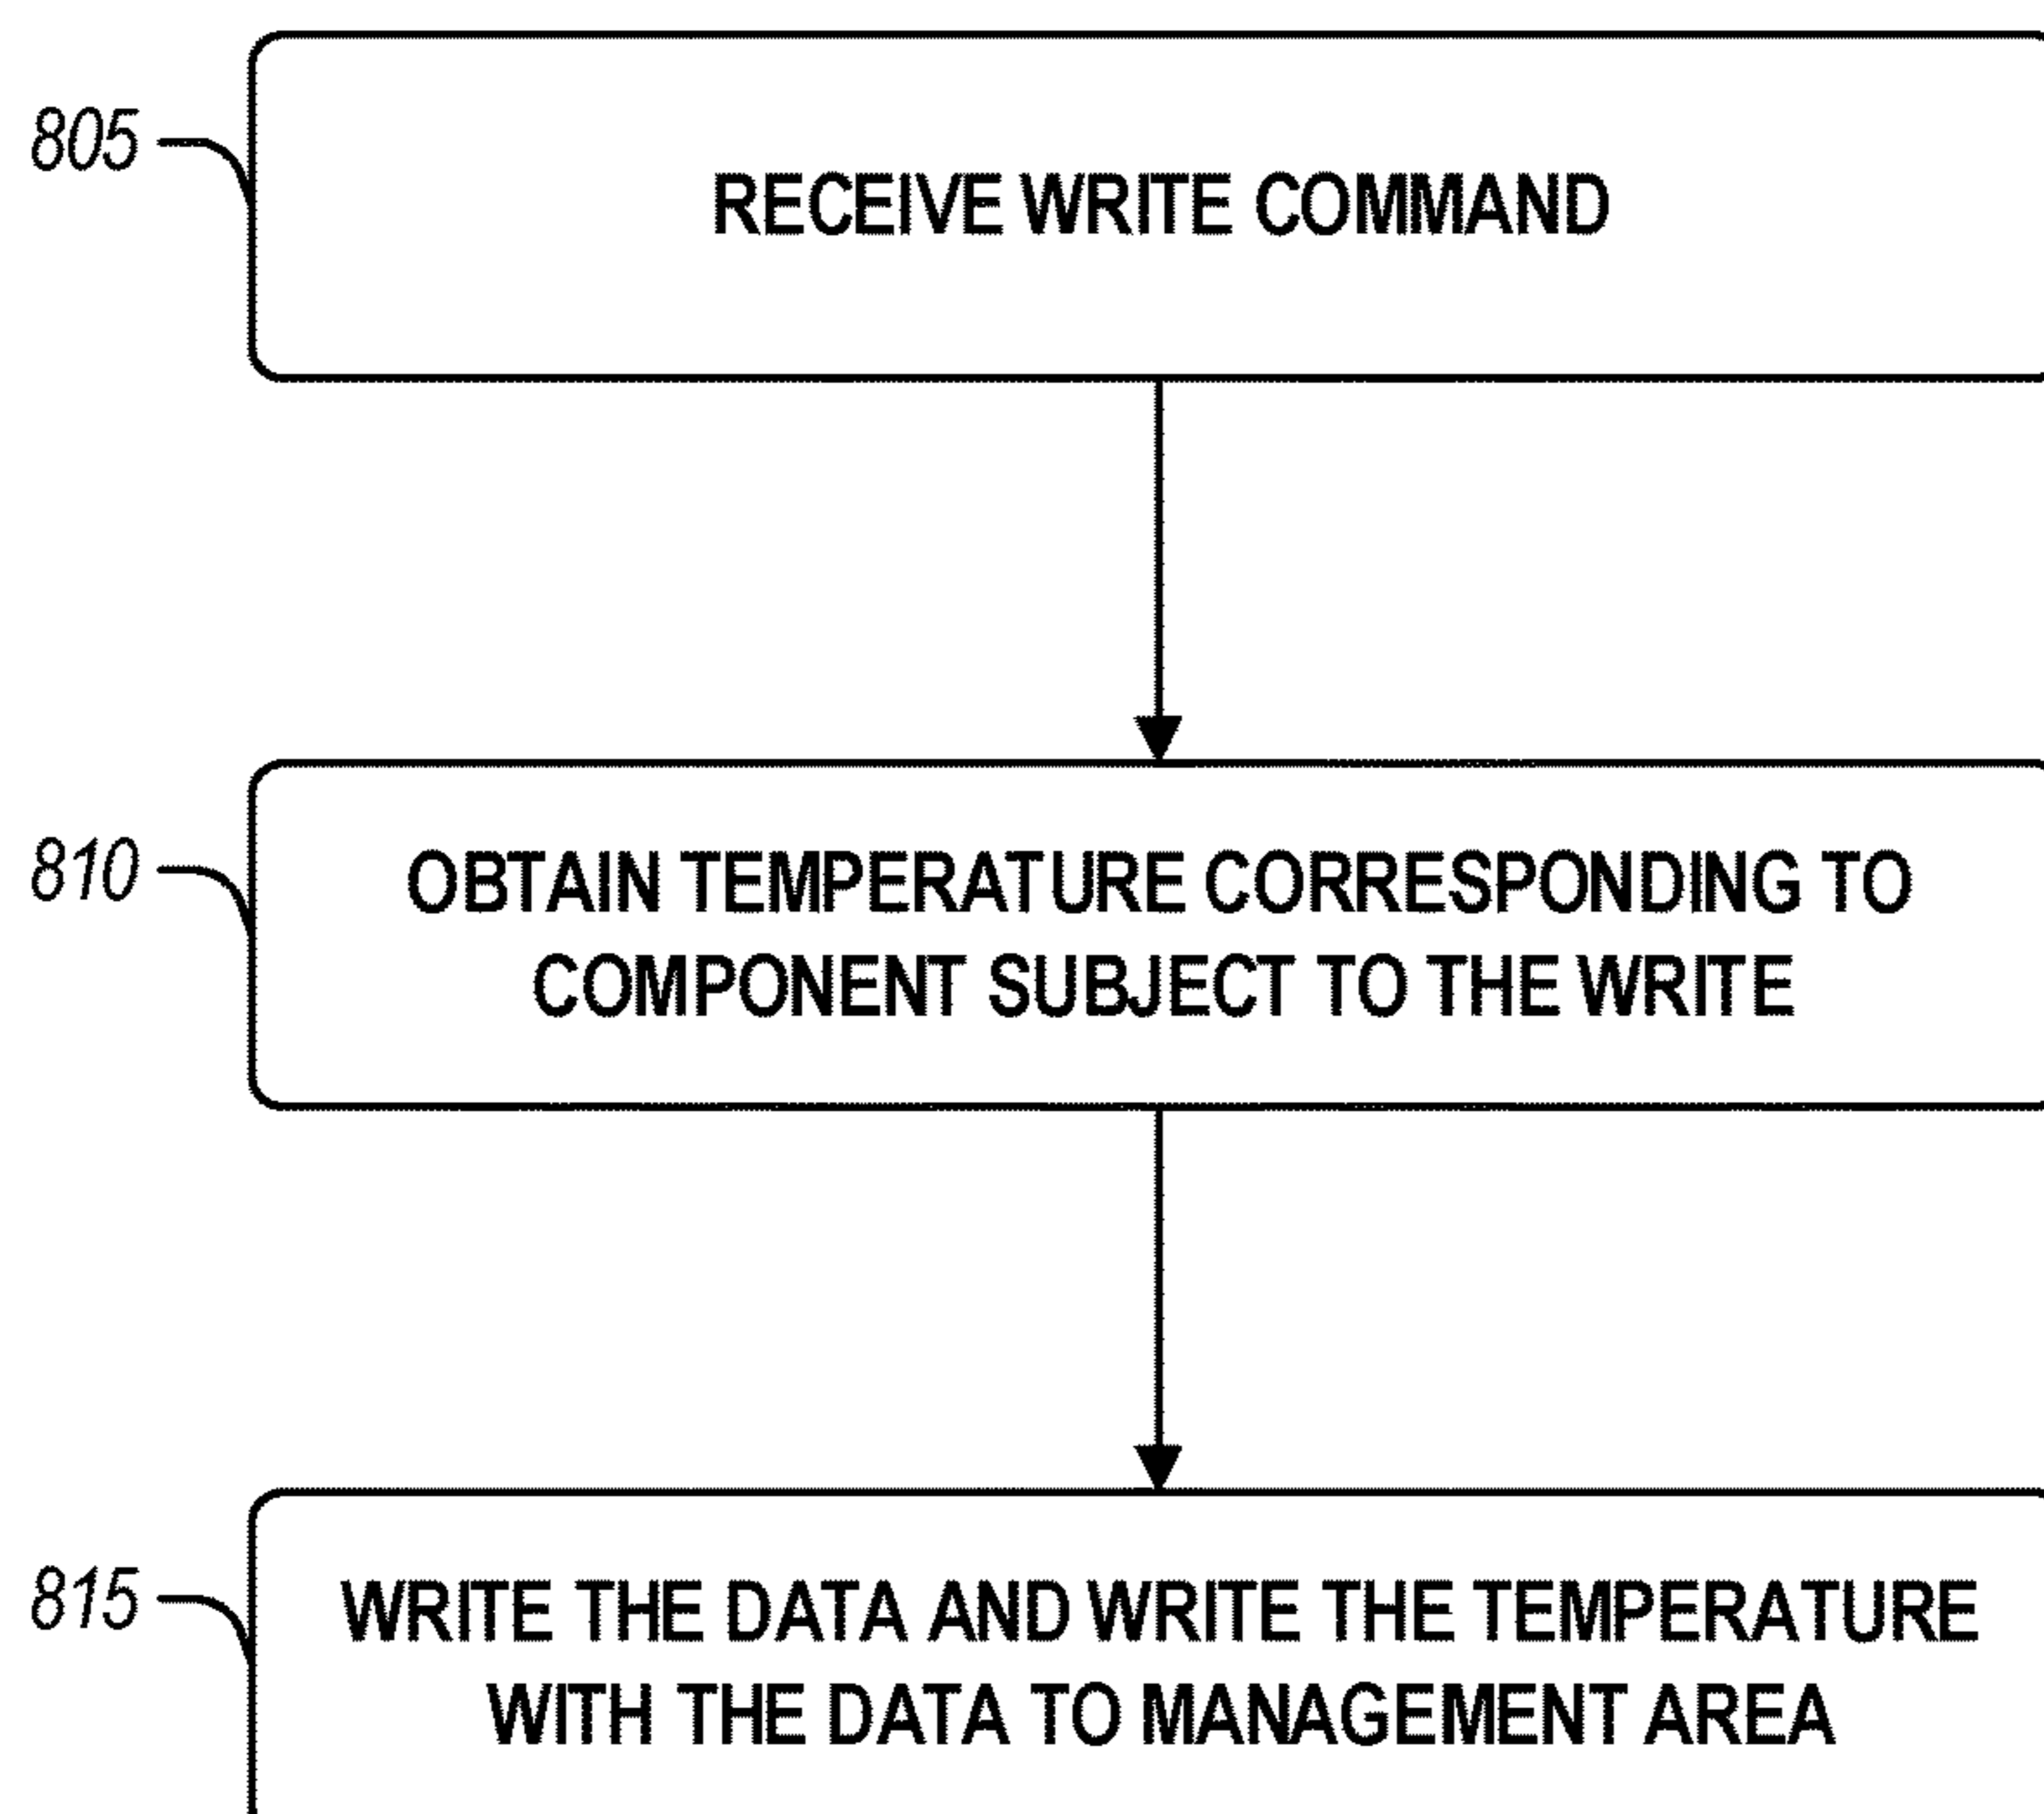 805
RECEIVE WRITE COMMAND
810
OBTAIN TEMPERATURE CORRESPONDING TO
COMPONENT SUBJECT TO THE WRITE
815
WRITE THE DATA AND WRITE THE TEMPERATURE
WITH THE DATA TO MANAGEMENT AREA